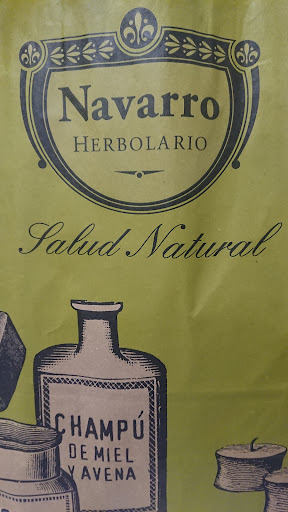 Navarro
HERBOLARIO
Salud Natural
CHAMPÚ
DE MIEL
Y AVENA